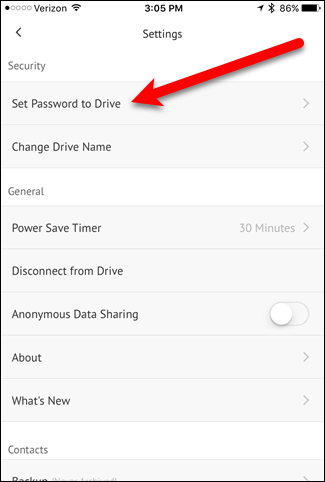 Verizon 3:05 PM 86%
Settings
Security
Set Password to Drive
Change Drive Name
General
Power Save Timer 30 Minutes
Disconnect from Drive
Anonymous Data Sharing
About
What's New
Contacts
Backup (Never Archived)